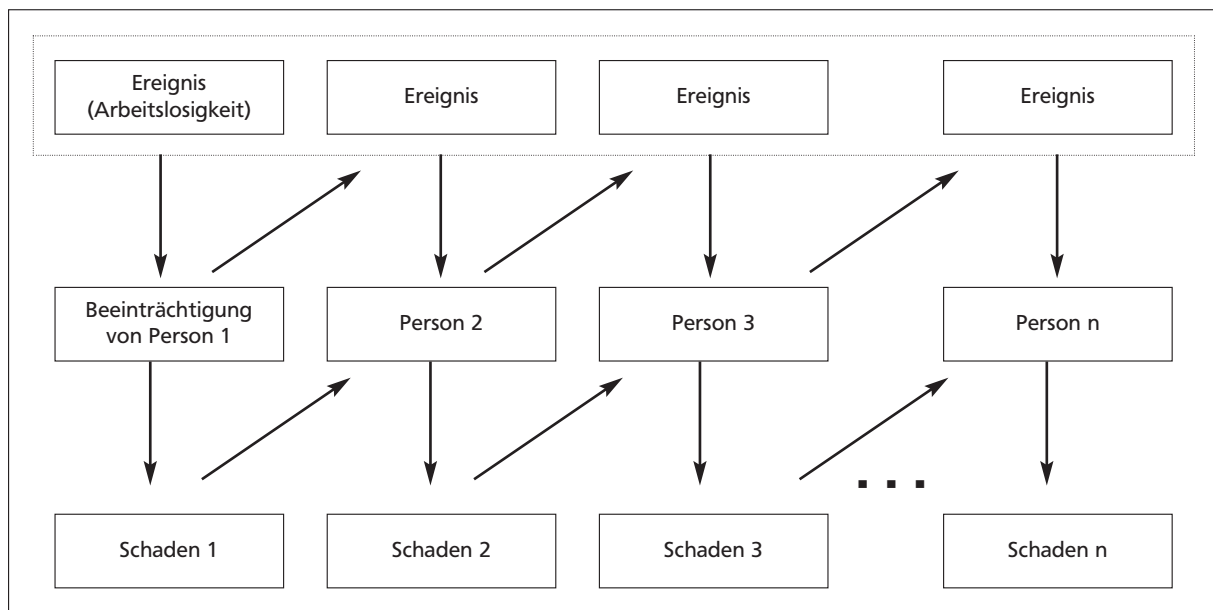 Ereignis
(Arbeitslosigkeit)
Ereignis
Ereignis
Ereignis
Beeinträchtigung
von Person 1
Person 2
Person 3
Person n
. . .
Schaden 1
Schaden 2
Schaden 3
Schaden n